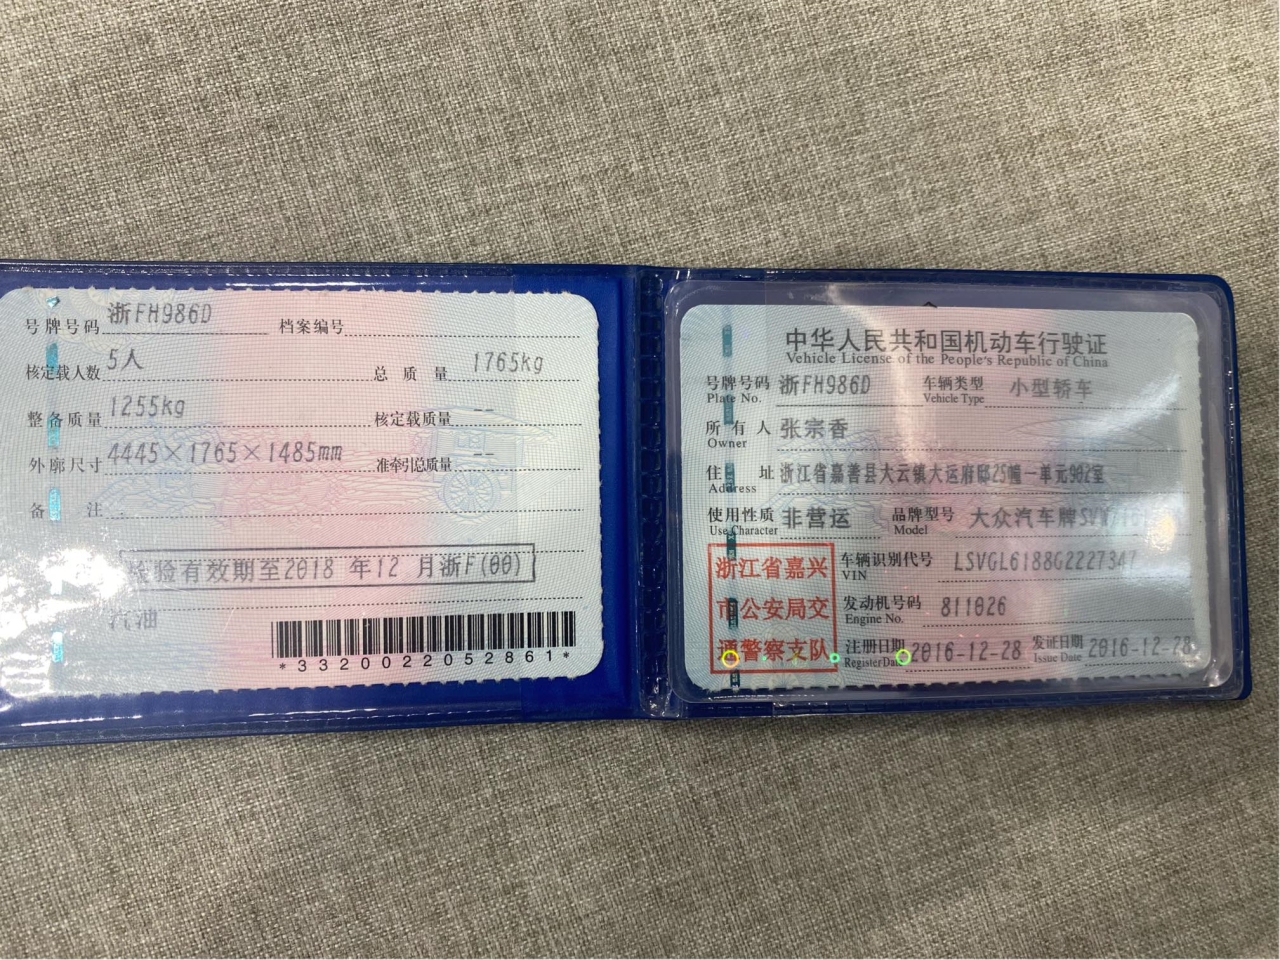 号牌号码 浙FH986D 档案编号
核定载人数 5人 总质量 1765kg
整备质量 1255kg 核定载质量 --
外廓尺寸 4445×1765×1485mm 准牵引总质量 --
备注
检验有效期至2018 年12 月浙F(00)
汽油
*3320022052861*
中华人民共和国机动车行驶证
Vehicle License of the People's Republic of China
号牌号码 浙FH986D 车辆类型 小型轿车
Plate No. Vehicle Type
所有人 张宗香
Owner
住址 浙江省嘉善县大云镇大运府邸25幢一单元902室
Address
使用性质 非营运 品牌型号 大众汽车牌
Use Character Model
浙江省嘉兴
市公安局交
通警察支队
车辆识别代号 LSVGL6188G2227347
VIN
发动机号码 811026
Engine No.
注册日期 2016-12-28 发证日期 2016-12-28
Register Date Issue Date